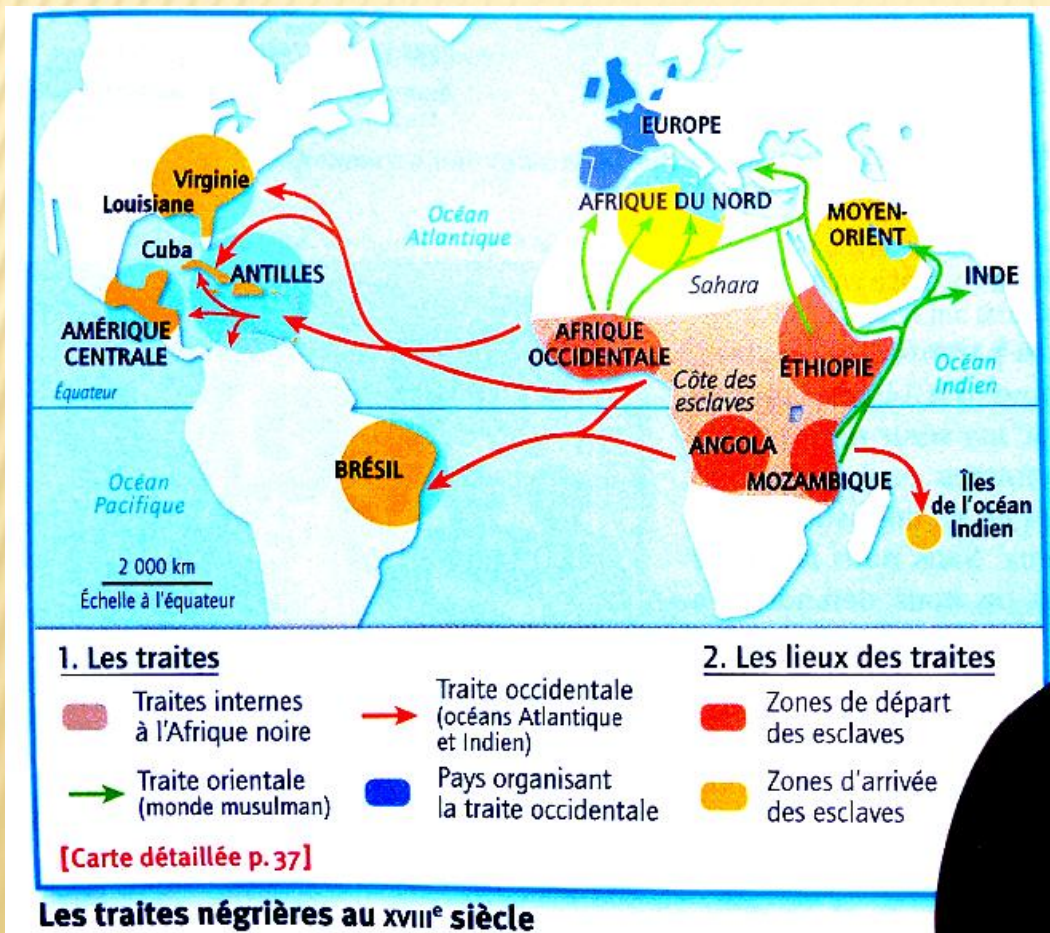 EUROPE
Virginie
Louisiane
Océan
Atlantique
AFRIQUE DU NORD
MOYEN-
ORIENT
Cuba
ANTILLES
Sahara
INDE
AMÉRIQUE
CENTRALE
AFRIQUE
OCCIDENTALE
ÉTHIOPIE
Océan
Indien
Équateur
Côte des
esclaves
BRÉSIL
ANGOLA
MOZAMBIQUE
Océan
Pacifique
Îles
de l'océan
Indien
2 000 km
Échelle à l'équateur
1. Les traites
Traites internes
à l'Afrique noire
Traite orientale
(monde musulman)
Traite occidentale
(océans Atlantique
et Indien)
Pays organisant
la traite occidentale
2. Les lieux des traites
Zones de départ
des esclaves
Zones d'arrivée
des esclaves
[Carte détaillée p. 37]
Les traites négrières au XVIIIe siècle